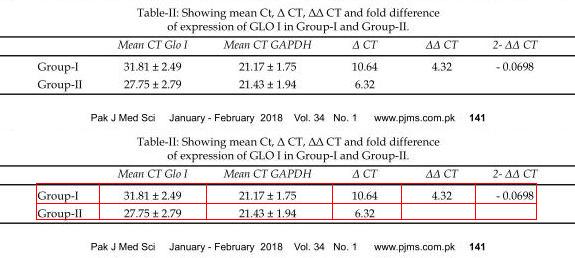 Table-II: Showing mean Ct, Δ CT, ΔΔ CT and fold difference
of expression of GLO I in Group-I and Group-II.
Mean CT Glo I Mean CT GAPDH Δ CT ΔΔ CT 2- ΔΔ CT
Group-I 31.81 ± 2.49 21.17 ± 1.75 10.64 4.32 - 0.0698
Group-II 27.75 ± 2.79 21.43 ± 1.94 6.32
Pak J Med Sci January - February 2018 Vol. 34 No. 1 www.pjms.com.pk 141
Table-II: Showing mean Ct, Δ CT, ΔΔ CT and fold difference
of expression of GLO I in Group-I and Group-II.
Mean CT Glo I Mean CT GAPDH Δ CT ΔΔ CT 2- ΔΔ CT
Group-I 31.81 ± 2.49 21.17 ± 1.75 10.64 4.32 - 0.0698
Group-II 27.75 ± 2.79 21.43 ± 1.94 6.32
Pak J Med Sci January - February 2018 Vol. 34 No. 1 www.pjms.com.pk 141